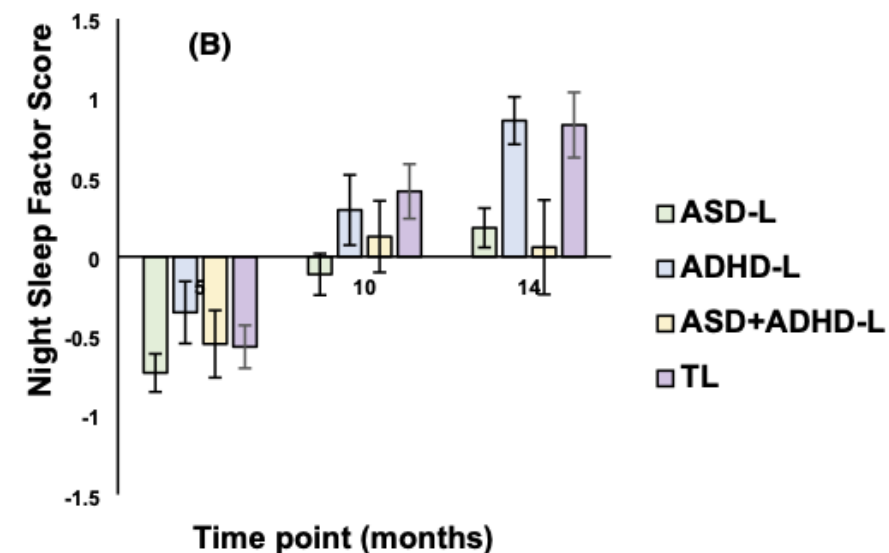 (B)
Night Sleep Factor Score
1.5
1
0.5
0
-0.5
-1
-1.5
5
10
14
Time point (months)
ASD-L
ADHD-L
ASD+ADHD-L
TL